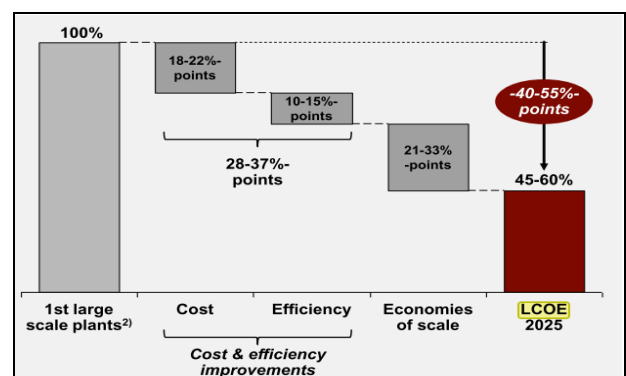 100%
18-22%-
points
10-15%-
points
28-37%-
points
21-33%
-points
-40-55%-
points
45-60%
1st large
scale plants2)
Cost
Efficiency
Economies
of scale
LCOE
2025
Cost & efficiency
improvements